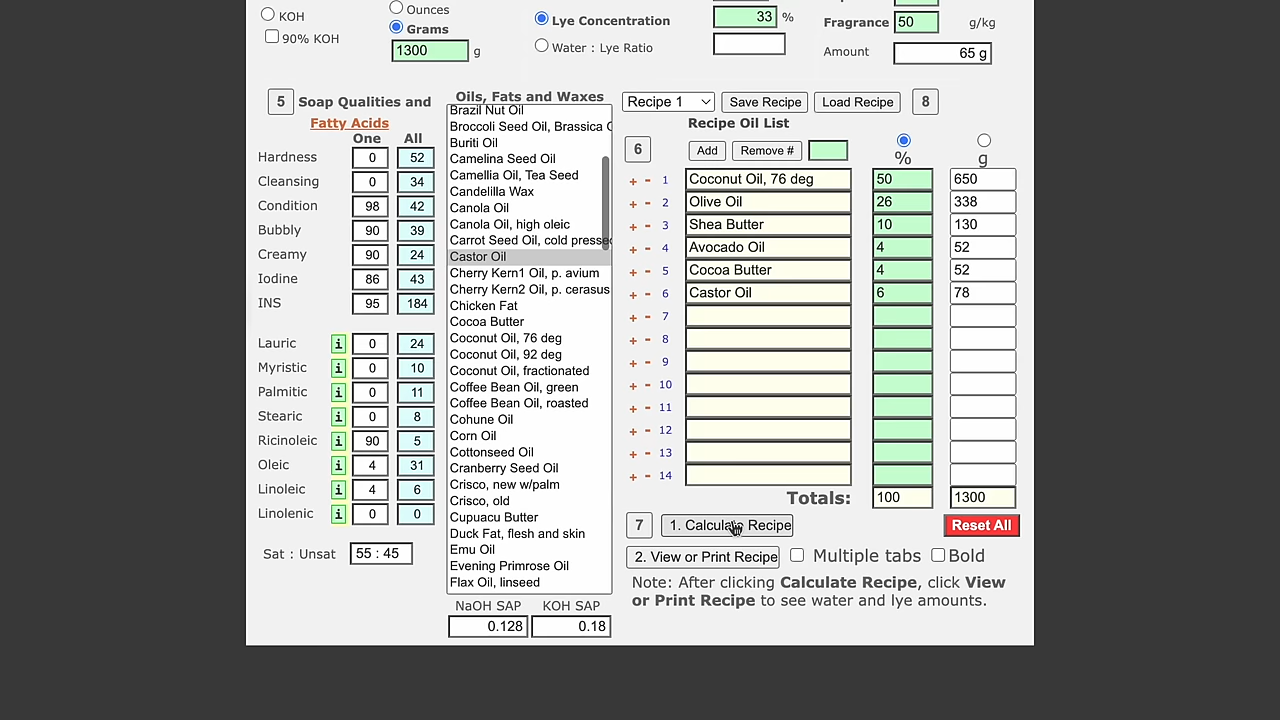 KOH
90% KOH
Ounces
Grams
1300 g
Lye Concentration 33 %
Water : Lye Ratio
Fragrance 50 g/kg
Amount 65 g
5 Soap Qualities and
Fatty Acids
One All
Hardness 0 52
Cleansing 0 34
Condition 98 42
Bubbly 90 39
Creamy 90 24
Iodine 86 43
INS 95 184
Lauric i 0 24
Myristic i 0 10
Palmitic i 0 11
Stearic i 0 8
Ricinoleic i 90 5
Oleic i 4 31
Linoleic i 4 6
Linolenic i 0 0
Sat : Unsat 55 : 45
Oils, Fats and Waxes
Brazil Nut Oil
Broccoli Seed Oil, Brassica
Buriti Oil
Camelina Seed Oil
Camellia Oil, Tea Seed
Candelilla Wax
Canola Oil
Canola Oil, high oleic
Carrot Seed Oil, cold pressed
Castor Oil
Cherry Kern1 Oil, p. avium
Cherry Kern2 Oil, p. cerasus
Chicken Fat
Cocoa Butter
Coconut Oil, 76 deg
Coconut Oil, 92 deg
Coconut Oil, fractionated
Coffee Bean Oil, green
Coffee Bean Oil, roasted
Cohune Oil
Corn Oil
Cottonseed Oil
Cranberry Seed Oil
Crisco, new w/palm
Crisco, old
Cupuacu Butter
Duck Fat, flesh and skin
Emu Oil
Evening Primrose Oil
Flax Oil, linseed
NaOH SAP KOH SAP
0.128 0.18
Recipe 1 Save Recipe Load Recipe 8
Recipe Oil List
6 Add Remove # % g
+ - 1 Coconut Oil, 76 deg 50 650
+ - 2 Olive Oil 26 338
+ - 3 Shea Butter 10 130
+ - 4 Avocado Oil 4 52
+ - 5 Cocoa Butter 4 52
+ - 6 Castor Oil 6 78
+ - 7
+ - 8
+ - 9
+ - 10
+ - 11
+ - 12
+ - 13
+ - 14
Totals: 100 1300
7 1. Calculate Recipe Reset All
2. View or Print Recipe Multiple tabs Bold
Note: After clicking Calculate Recipe, click View
or Print Recipe to see water and lye amounts.